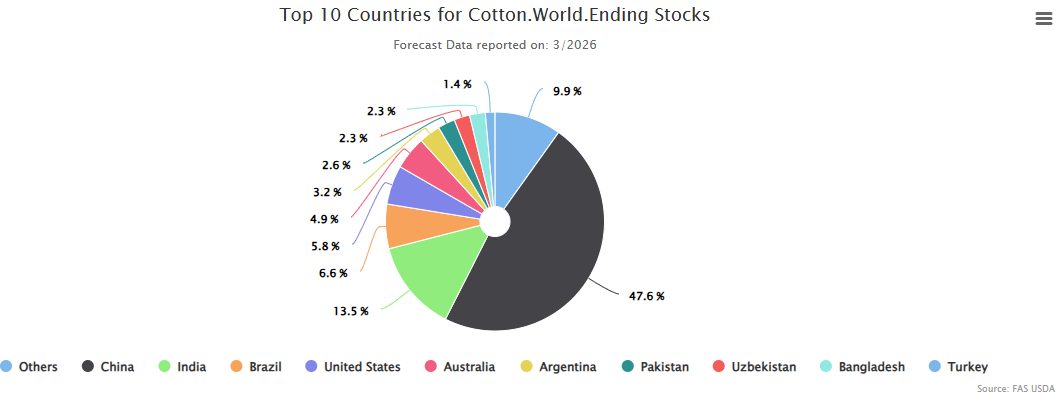 Top 10 Countries for Cotton.World.Ending Stocks
Forecast Data reported on: 3/2026
1.4 %
9.9 %
2.3 %
2.3 %
2.6 %
3.2 %
4.9 %
5.8 %
6.6 %
47.6 %
13.5 %
Others China India Brazil United States Australia Argentina Pakistan Uzbekistan Bangladesh Turkey
Source: FAS USDA